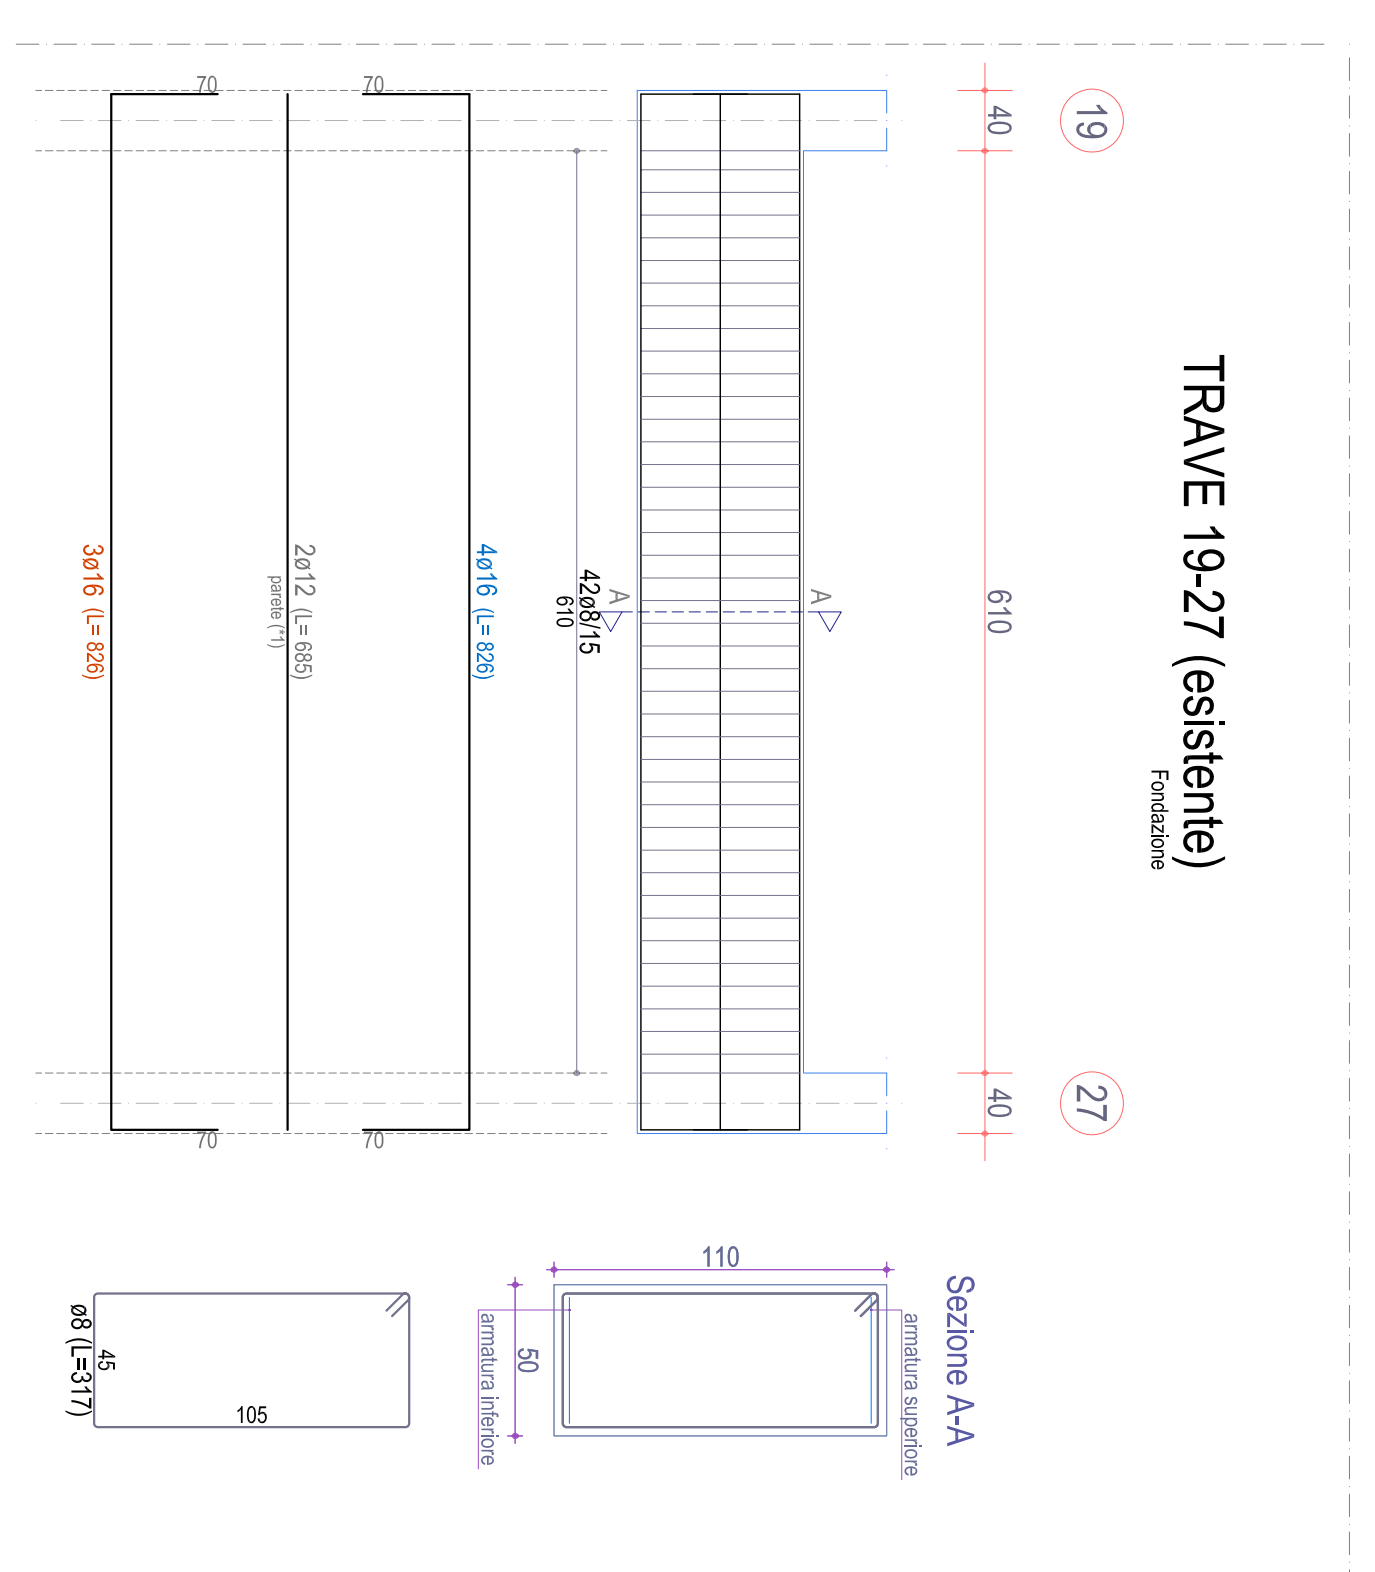 TRAVE 19-27 (esistente)
Fondazione
19
27
40
610
40
A
A
42ø8/15
610
4ø16 (L= 826)
70
70
2ø12 (L= 685)
parete (*1)
3ø16 (L= 826)
70
70
Sezione A-A
armatura superiore
110
50
armatura inferiore
105
45
ø8 (L=317)